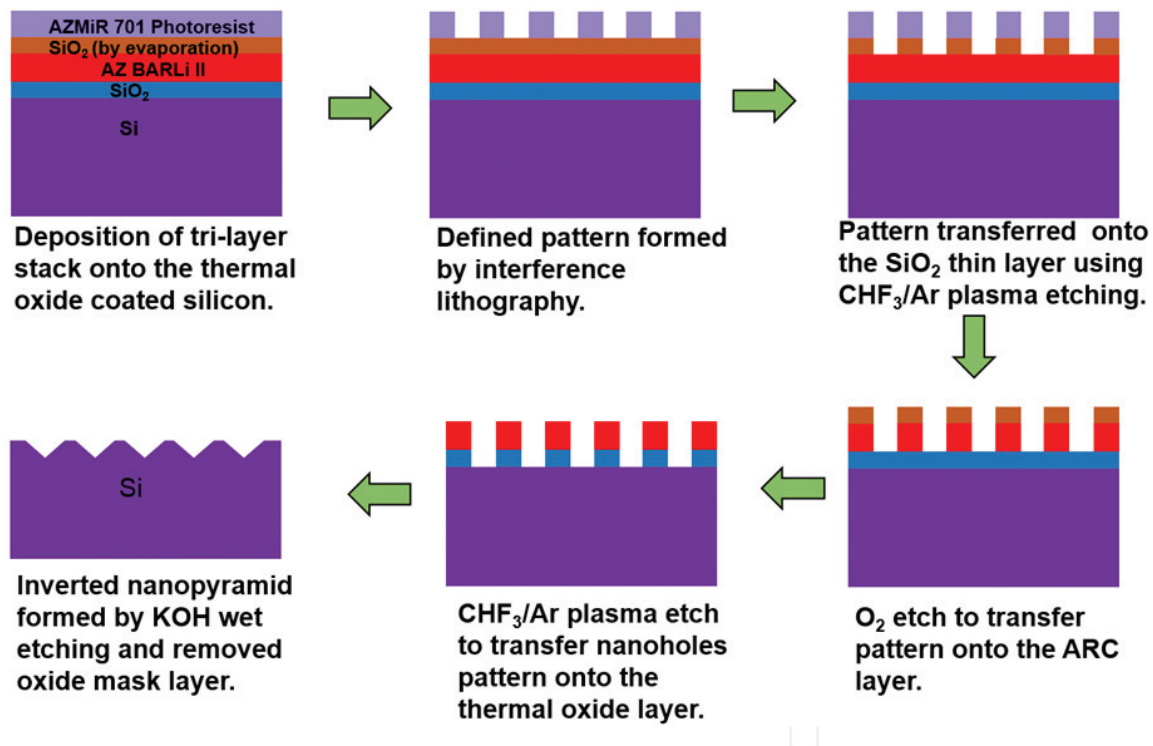 AZMiR 701 Photoresist
SiO₂ (by evaporation)
AZ BARLi II
SiO₂
Si
Deposition of tri-layer
stack onto the thermal
oxide coated silicon.
Defined pattern formed
by interference
lithography.
Pattern transferred onto
the SiO₂ thin layer using
CHF₃/Ar plasma etching.
O₂ etch to transfer
pattern onto the ARC
layer.
CHF₃/Ar plasma etch
to transfer nanoholes
pattern onto the
thermal oxide layer.
Si
Inverted nanopyramid
formed by KOH wet
etching and removed
oxide mask layer.